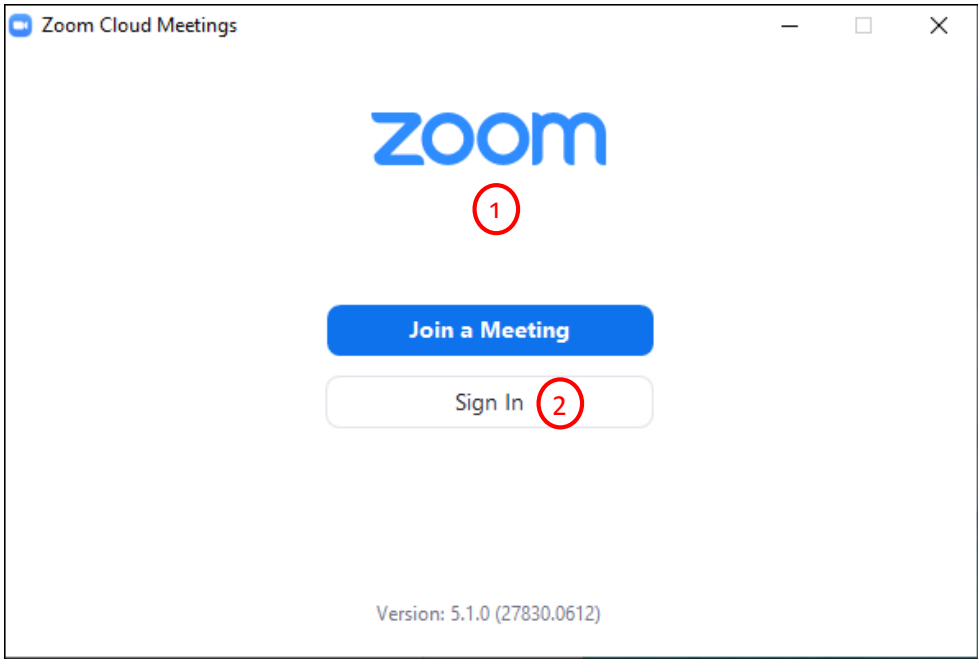 Zoom Cloud Meetings
zoom
1
Join a Meeting
Sign In 2
Version: 5.1.0 (27830.0612)